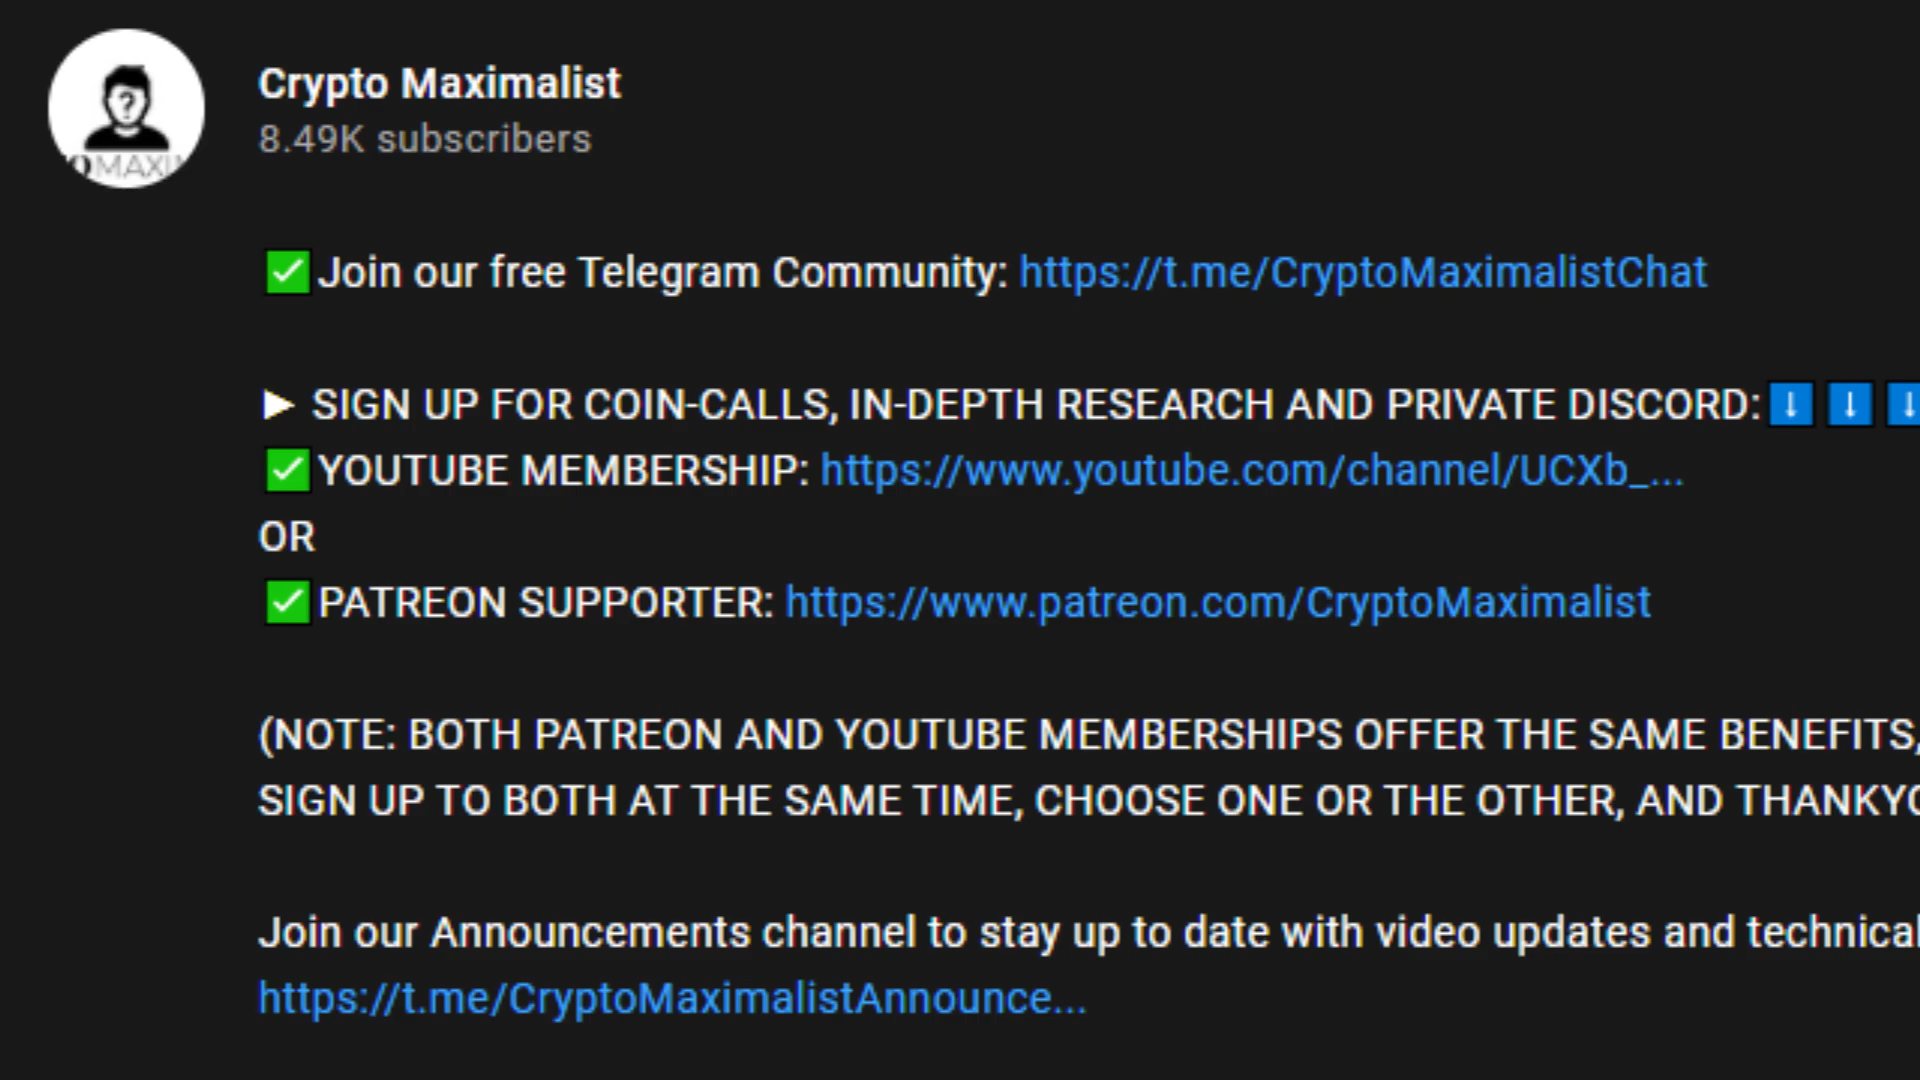 Crypto Maximalist
8.49K subscribers
MAXI
✅Join our free Telegram Community: https://t.me/CryptoMaximalistChat
► SIGN UP FOR COIN-CALLS, IN-DEPTH RESEARCH AND PRIVATE DISCORD:⬇⬇⬇
✅YOUTUBE MEMBERSHIP: https://www.youtube.com/channel/UCXb_...
OR
✅PATREON SUPPORTER: https://www.patreon.com/CryptoMaximalist
(NOTE: BOTH PATREON AND YOUTUBE MEMBERSHIPS OFFER THE SAME BENEFITS,
SIGN UP TO BOTH AT THE SAME TIME, CHOOSE ONE OR THE OTHER, AND THANKYO
Join our Announcements channel to stay up to date with video updates and technical
https://t.me/CryptoMaximalistAnnounce...